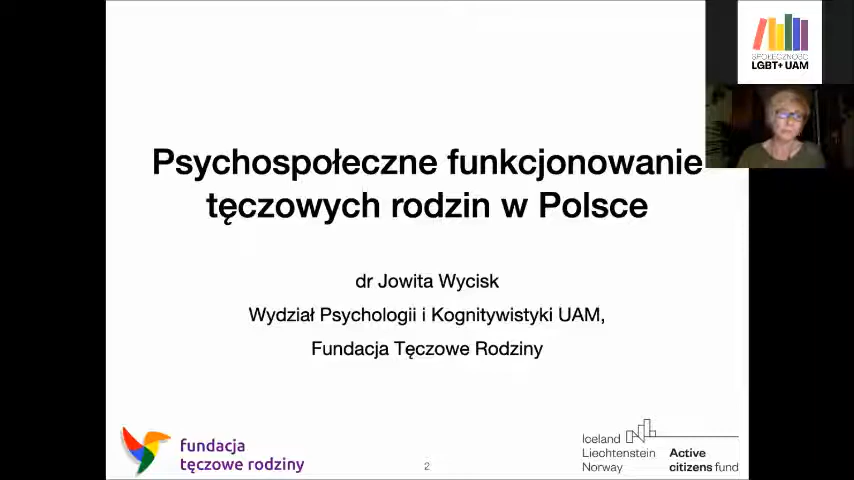 SPOŁECZNOŚĆ
LGBT+ UAM
Psychospołeczne funkcjonowanie
tęczowych rodzin w Polsce
dr Jowita Wycisk
Wydział Psychologii i Kognitywistyki UAM,
Fundacja Tęczowe Rodziny
fundacja
tęczowe rodziny
2
Iceland
Liechtenstein
Norway
Active
citizens fund